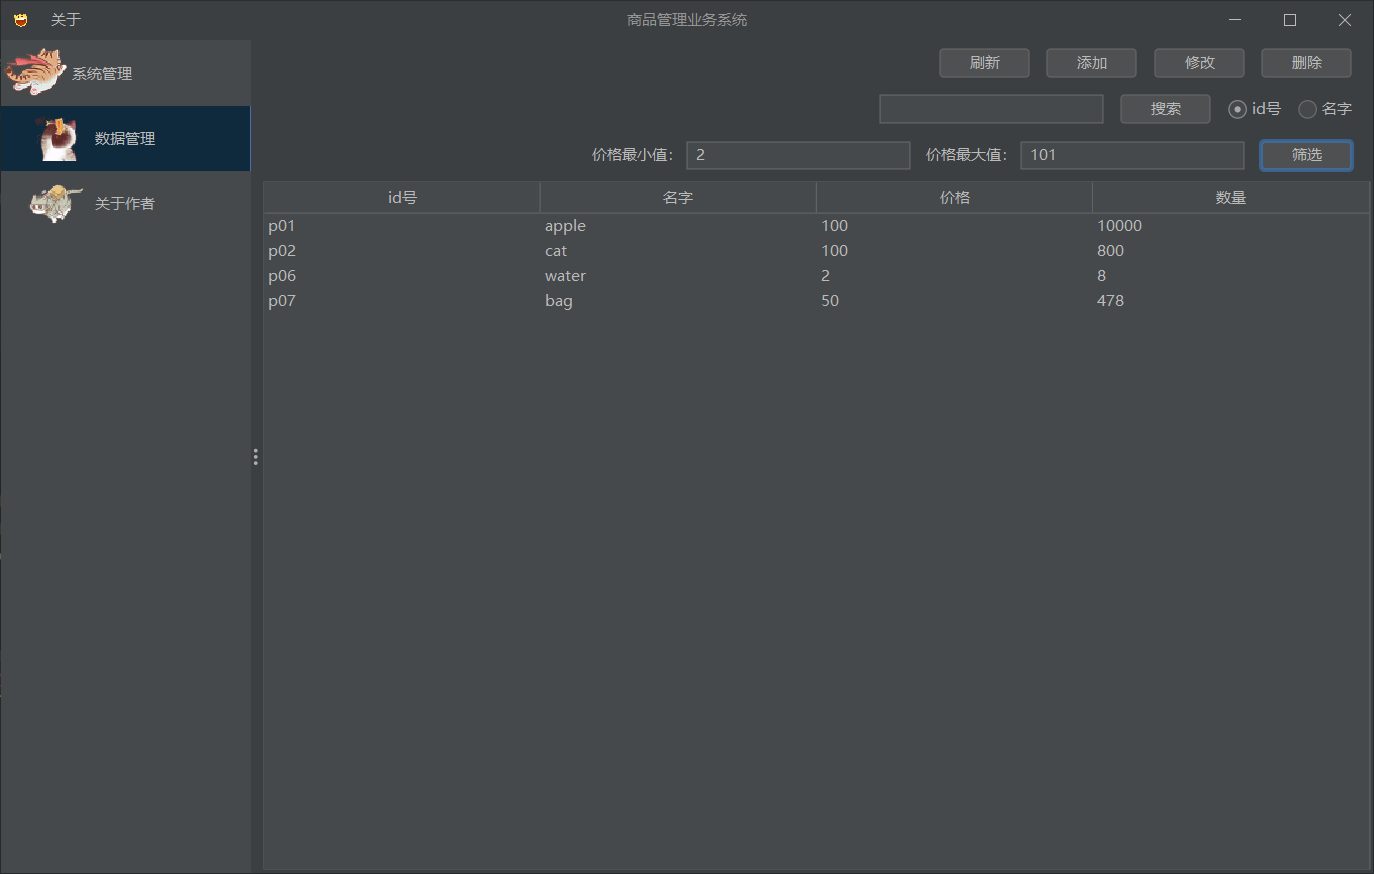 关于 商品管理业务系统
系统管理
数据管理
关于作者
刷新 添加 修改 删除
搜索 id号 名字
价格最小值： 2 价格最大值： 101 筛选
id号 名字 价格 数量
p01 apple 100 10000
p02 cat 100 800
p06 water 2 8
p07 bag 50 478